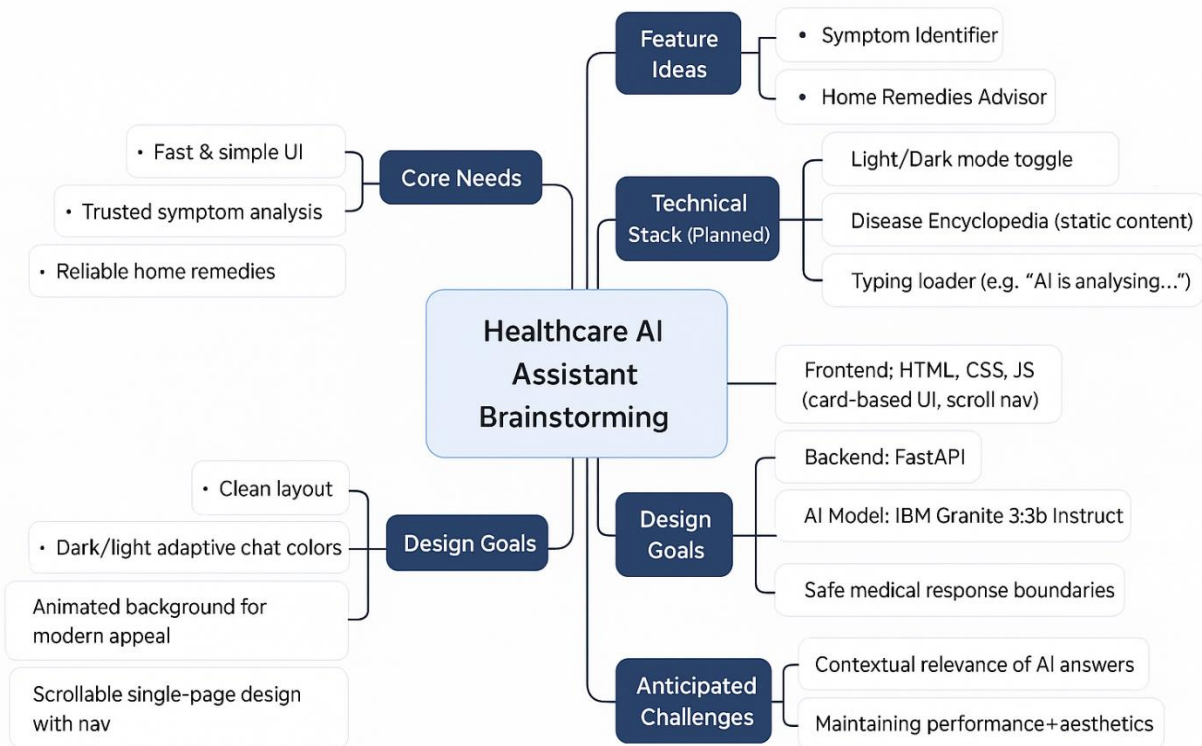 Healthcare AI
Assistant
Brainstorming
Core Needs
• Fast & simple UI
• Trusted symptom analysis
• Reliable home remedies
Design Goals
• Clean layout
• Dark/light adaptive chat colors
Animated background for
modern appeal
Scrollable single-page design
with nav
Feature
Ideas
• Symptom Identifier
• Home Remedies Advisor
Technical
Stack (Planned)
Light/Dark mode toggle
Disease Encyclopedia (static content)
Typing loader (e.g. “AI is analysing...“)
Frontend; HTML, CSS, JS
(card-based UI, scroll nav)
Design
Goals
Backend: FastAPI
AI Model: IBM Granite 3:3b Instruct
Safe medical response boundaries
Anticipated
Challenges
Contextual relevance of AI answers
Maintaining performance+aesthetics